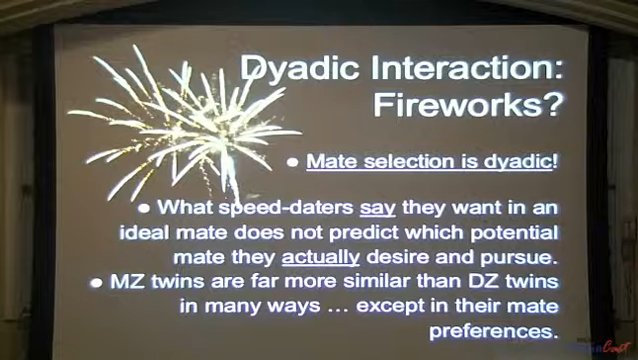 Dyadic Interaction:
Fireworks?
● Mate selection is dyadic!
● What speed-daters say they want in an
ideal mate does not predict which potential
mate they actually desire and pursue.
● MZ twins are far more similar than DZ twins
in many ways … except in their mate
preferences.